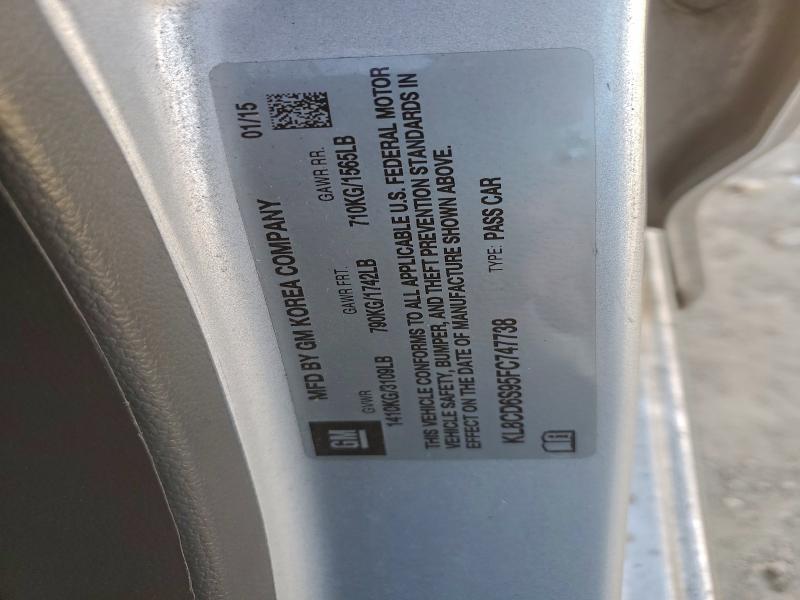 GM
MFD BY GM KOREA COMPANY 01/15
GVWR GAWR FRT. GAWR RR.
1410KG/3109LB 790KG/1742LB 710KG/1565LB
THIS VEHICLE CONFORMS TO ALL APPLICABLE U.S. FEDERAL MOTOR
VEHICLE SAFETY, BUMPER, AND THEFT PREVENTION STANDARDS IN
EFFECT ON THE DATE OF MANUFACTURE SHOWN ABOVE.
KL8CD6S95FC747738 TYPE: PASS CAR